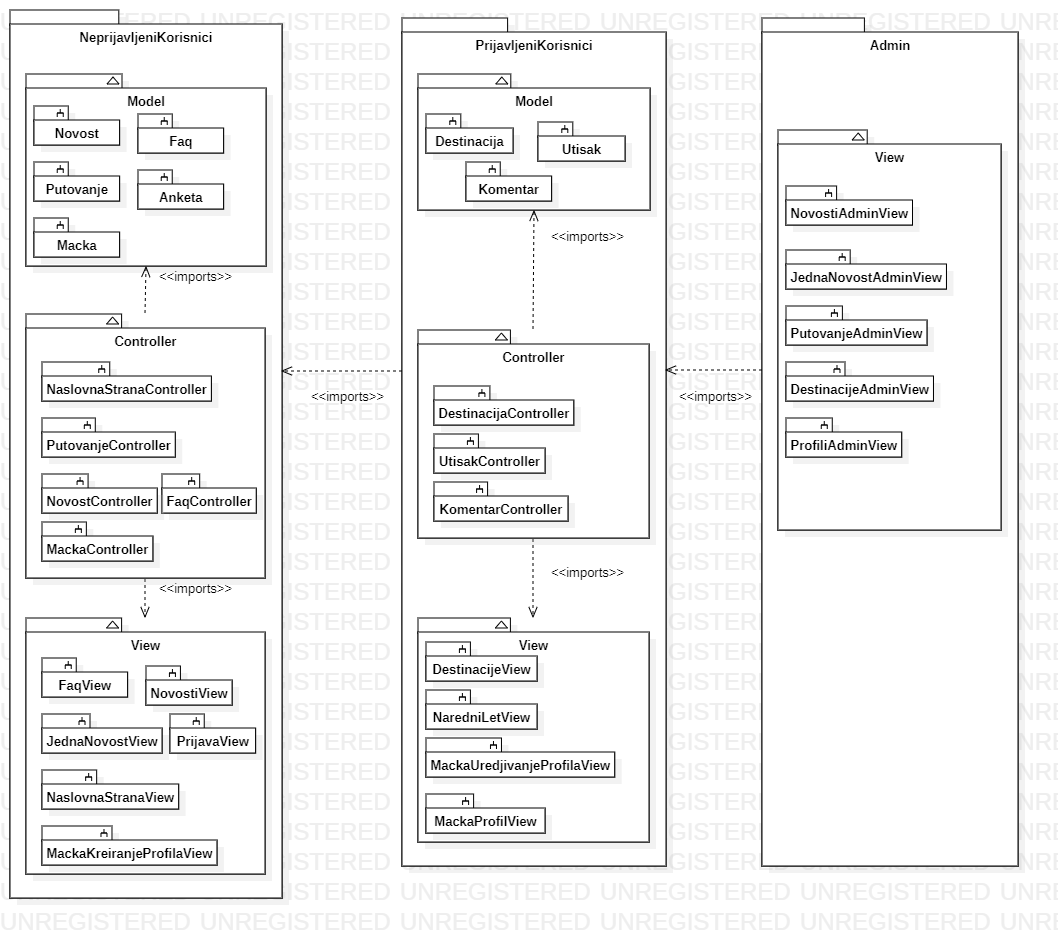 NeprijavljeniKorisnici
Model
Novost
Faq
Putovanje
Anketa
Macka
<<imports>>
Controller
NaslovnaStranaController
PutovanjeController
NovostController
FaqController
MackaController
<<imports>>
View
FaqView
NovostiView
JednaNovostView
PrijavaView
NaslovnaStranaView
MackaKreiranjeProfilaView
<<imports>>
PrijavljeniKorisnici
Model
Destinacija
Utisak
Komentar
<<imports>>
Controller
DestinacijaController
UtisakController
KomentarController
<<imports>>
View
DestinacijeView
NaredniLetView
MackaUredjivanjeProfilaView
MackaProfilView
<<imports>>
Admin
View
NovostiAdminView
JednaNovostAdminView
PutovanjeAdminView
DestinacijeAdminView
ProfiliAdminView
UNREGISTERED UNREGISTERED UNREGISTERED UNREGISTERED UNREGISTERED UNRE